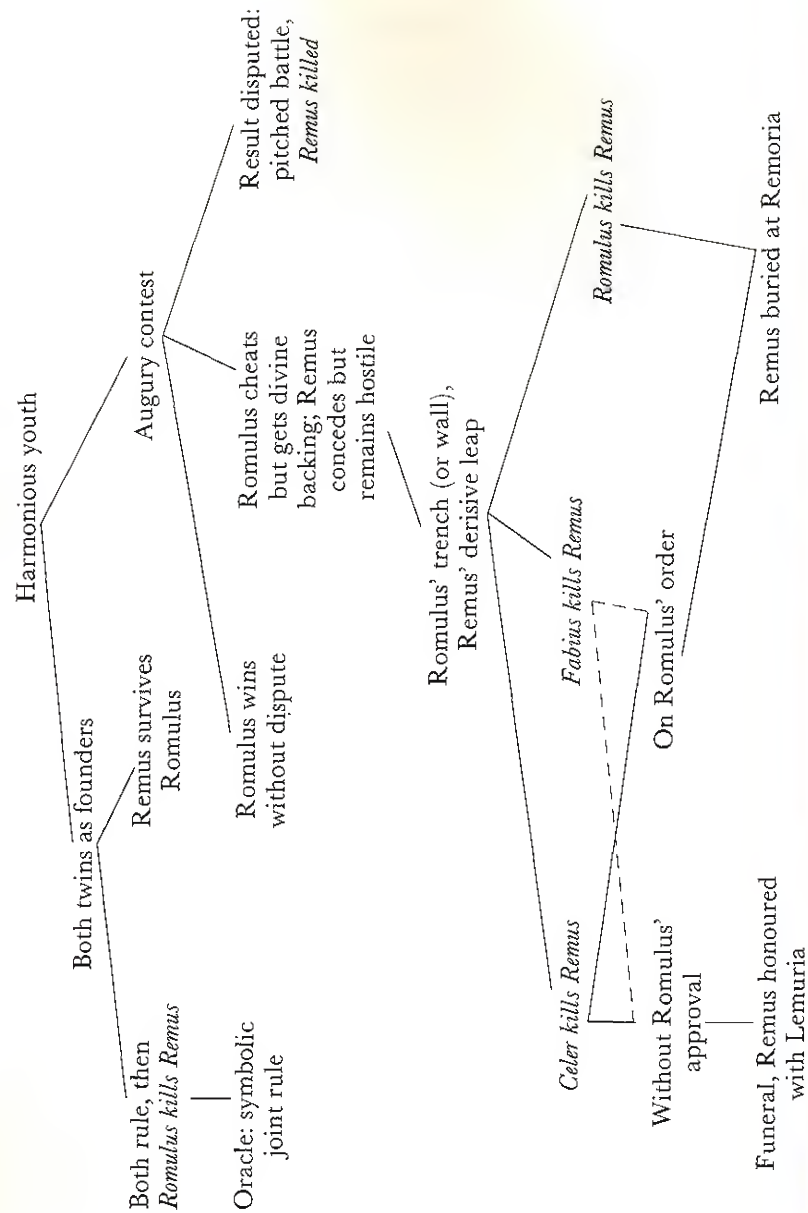 Harmonious youth
Both twins as founders
Augury contest
Both rule, then
Romulus kills Remus
Remus survives
Romulus
Oracle: symbolic
joint rule
Romulus wins
without dispute
Romulus cheats
but gets divine
backing; Remus
concedes but
remains hostile
Result disputed:
pitched battle,
Remus killed
Romulus' trench (or wall),
Remus' derisive leap
Celer kills Remus
Fabius kills Remus
Romulus kills Remus
Without Romulus'
approval
On Romulus' order
Funeral, Remus honoured
with Lemuria
Remus buried at Remoria